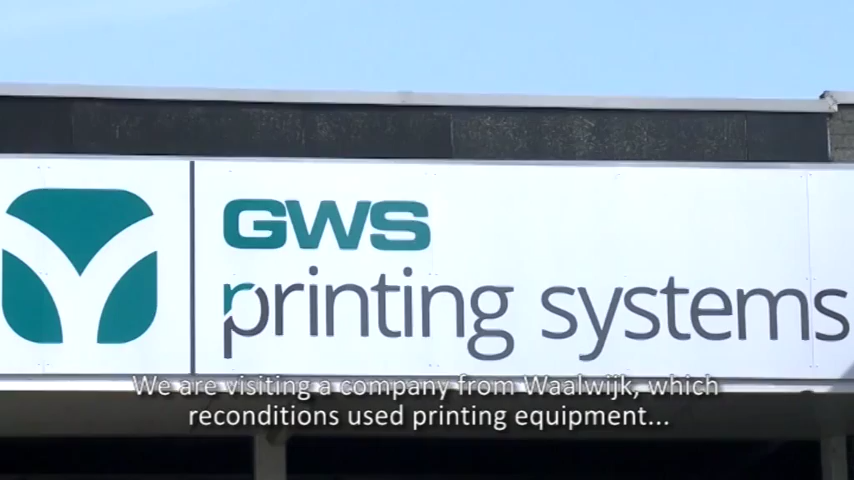 GWS
printing systems
We are visiting a company from Waalwijk, which
reconditions used printing equipment...